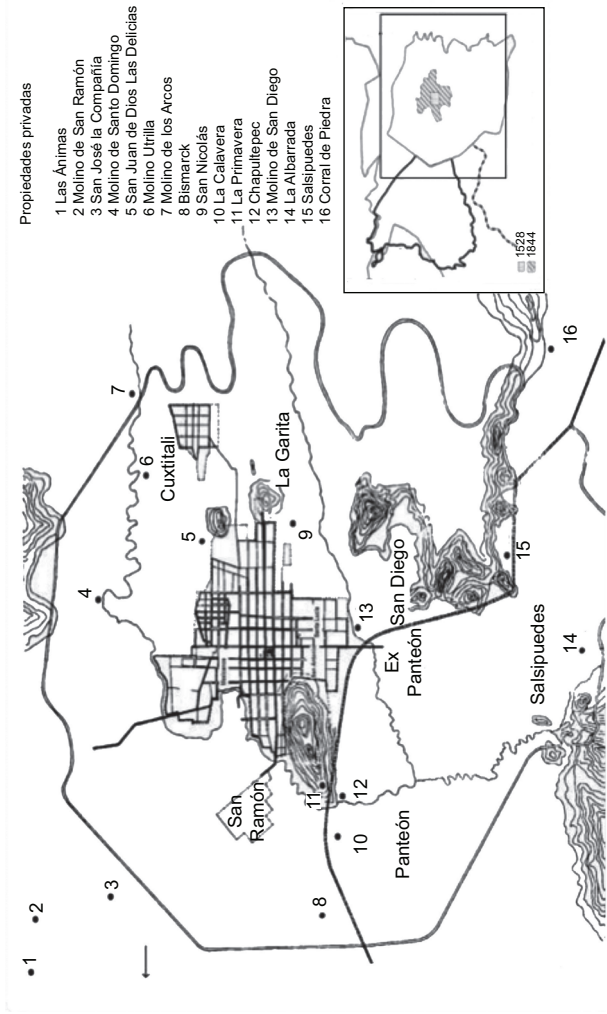 Propiedades privadas
1 Las Ánimas
2 Molino de San Ramón
3 San José la Compañía
4 Molino de Santo Domingo
5 San Juan de Dios Las Delicias
6 Molino Utrilla
7 Molino de los Arcos
8 Bismarck
9 San Nicolás
10 La Calavera
11 La Primavera
12 Chapultepec
13 Molino de San Diego
14 La Albarrada
15 Salsipuedes
16 Corral de Piedra
1
2
3
4
5
6
7
8
9
10
11
12
13
14
15
16
Cuxtitali
La Garita
San
Ramón
San Diego
Ex
Panteón
Panteón
Salsipuedes
1528
1844